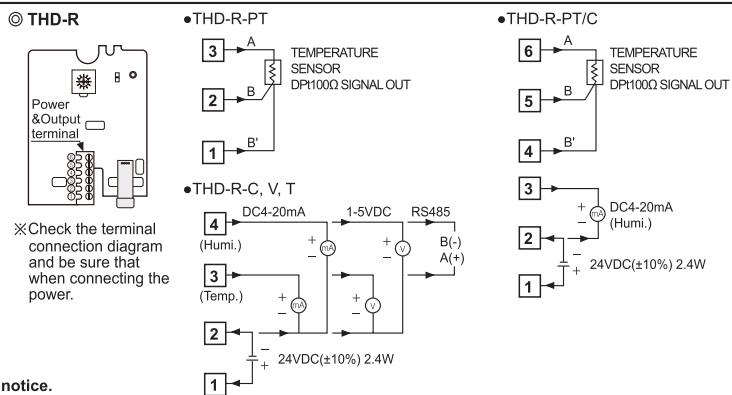 ◎ THD-R
Power
&Output
terminal
※Check the terminal
connection diagram
and be sure that
when connecting the
power.
notice.
●THD-R-PT
3 A
2 B
1 B'
TEMPERATURE
SENSOR
DPt100Ω SIGNAL OUT
●THD-R-C, V, T
4 DC4-20mA 1-5VDC RS485
(Humi.)
+ mA −
+ V −
B(-)
A(+)
3
(Temp.)
+ mA −
+ V −
2
−
+ 24VDC(±10%) 2.4W
1
●THD-R-PT/C
6 A
5 B
4 B'
TEMPERATURE
SENSOR
DPt100Ω SIGNAL OUT
3
+ mA −
DC4-20mA
(Humi.)
2
−
+ 24VDC(±10%) 2.4W
1